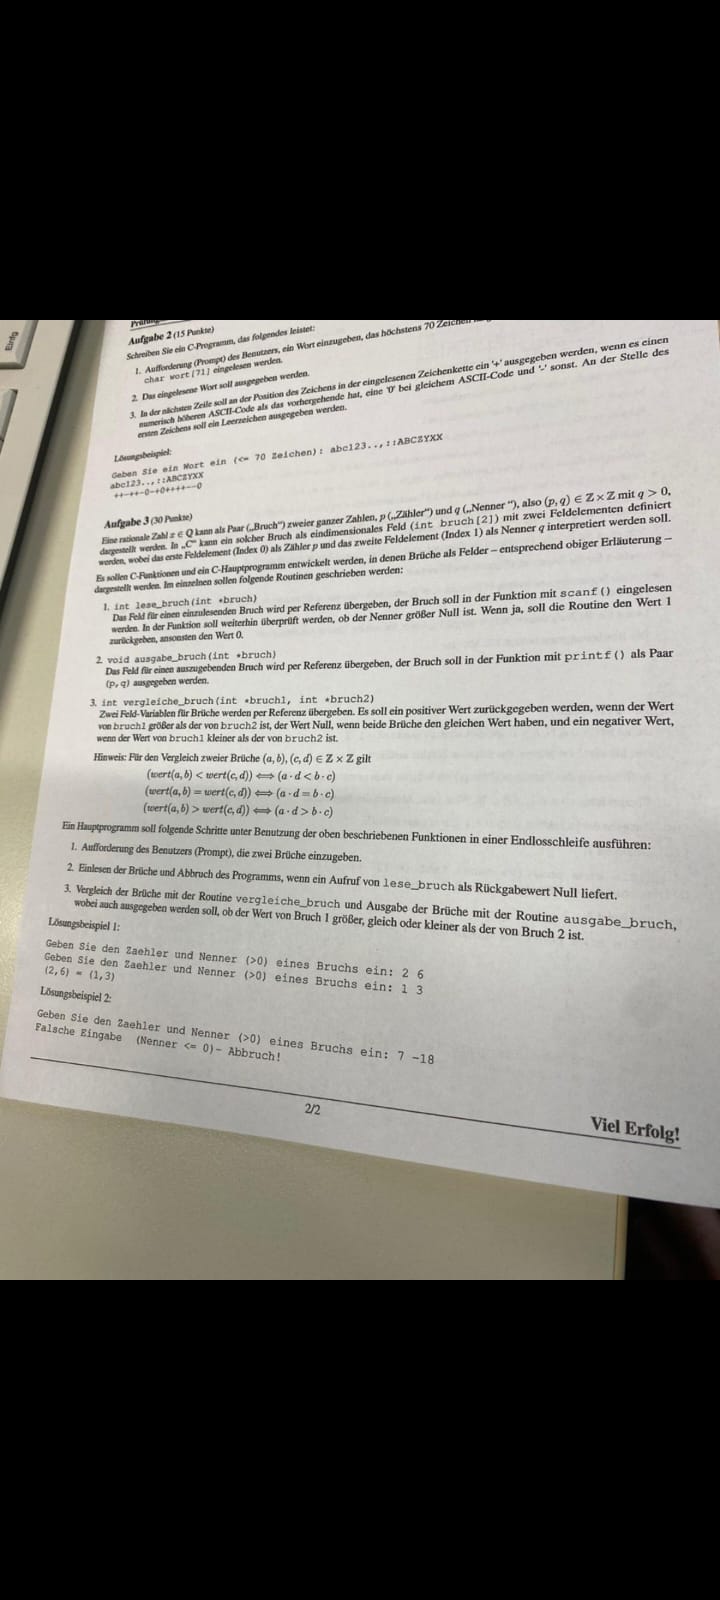 Einfg
Aufgabe 2 (15 Punkte)
Schreiben Sie ein C-Programm, das folgendes leistet:
1. Aufforderung (Prompt) des Benutzers, ein Wort einzugeben, das höchstens 70 Zeichen
char wort[71] eingelesen werden.
2. Das eingelesene Wort soll ausgegeben werden.
3. In der nächsten Zeile soll an der Position des Zeichens in der eingelesenen Zeichenkette ein '+' ausgegeben werden, wenn es einen
numerisch höheren ASCII-Code als das vorhergehende hat, eine '0' bei gleichem ASCII-Code und '-' sonst. An der Stelle des
ersten Zeichens soll ein Leerzeichen ausgegeben werden.
Lösungsbeispiel:
Geben Sie ein Wort ein (<= 70 Zeichen): abc123..,::ABCZYXX
abc123..,::ABCZYXX
++-++-0-+0++++--0
Aufgabe 3 (30 Punkte)
Eine rationale Zahl z ∈ Q kann als Paar („Bruch“) zweier ganzer Zahlen, p („Zähler“) und q („Nenner “), also (p, q) ∈ Z × Z mit q > 0,
dargestellt werden. In „C“ kann ein solcher Bruch als eindimensionales Feld (int bruch[2]) mit zwei Feldelementen definiert
werden, wobei das erste Feldelement (Index 0) als Zähler p und das zweite Feldelement (Index 1) als Nenner q interpretiert werden soll.
Es sollen C-Funktionen und ein C-Hauptprogramm entwickelt werden, in denen Brüche als Felder – entsprechend obiger Erläuterung –
dargestellt werden. Im einzelnen sollen folgende Routinen geschrieben werden:
1. int lese_bruch(int *bruch)
Das Feld für einen einzulesenden Bruch wird per Referenz übergeben, der Bruch soll in der Funktion mit scanf() eingelesen
werden. In der Funktion soll weiterhin überprüft werden, ob der Nenner größer Null ist. Wenn ja, soll die Routine den Wert 1
zurückgeben, ansonsten den Wert 0.
2. void ausgabe_bruch(int *bruch)
Das Feld für einen auszugebenden Bruch wird per Referenz übergeben, der Bruch soll in der Funktion mit printf() als Paar
(p, q) ausgegeben werden.
3. int vergleiche_bruch(int *bruch1, int *bruch2)
Zwei Feld-Variablen für Brüche werden per Referenz übergeben. Es soll ein positiver Wert zurückgegeben werden, wenn der Wert
von bruch1 größer als der von bruch2 ist, der Wert Null, wenn beide Brüche den gleichen Wert haben, und ein negativer Wert,
wenn der Wert von bruch1 kleiner als der von bruch2 ist.
Hinweis: Für den Vergleich zweier Brüche (a, b), (c, d) ∈ Z × Z gilt
(wert(a, b) < wert(c, d)) ⟺ (a · d < b · c)
(wert(a, b) = wert(c, d)) ⟺ (a · d = b · c)
(wert(a, b) > wert(c, d)) ⟺ (a · d > b · c)
Ein Hauptprogramm soll folgende Schritte unter Benutzung der oben beschriebenen Funktionen in einer Endlosschleife ausführen:
1. Aufforderung des Benutzers (Prompt), die zwei Brüche einzugeben.
2. Einlesen der Brüche und Abbruch des Programms, wenn ein Aufruf von lese_bruch als Rückgabewert Null liefert.
3. Vergleich der Brüche mit der Routine vergleiche_bruch und Ausgabe der Brüche mit der Routine ausgabe_bruch,
wobei auch ausgegeben werden soll, ob der Wert von Bruch 1 größer, gleich oder kleiner als der von Bruch 2 ist.
Lösungsbeispiel 1:
Geben Sie den Zaehler und Nenner (>0) eines Bruchs ein: 2 6
Geben Sie den Zaehler und Nenner (>0) eines Bruchs ein: 1 3
(2,6) = (1,3)
Lösungsbeispiel 2:
Geben Sie den Zaehler und Nenner (>0) eines Bruchs ein: 7 -18
Falsche Eingabe (Nenner <= 0)- Abbruch!
2/2
Viel Erfolg!